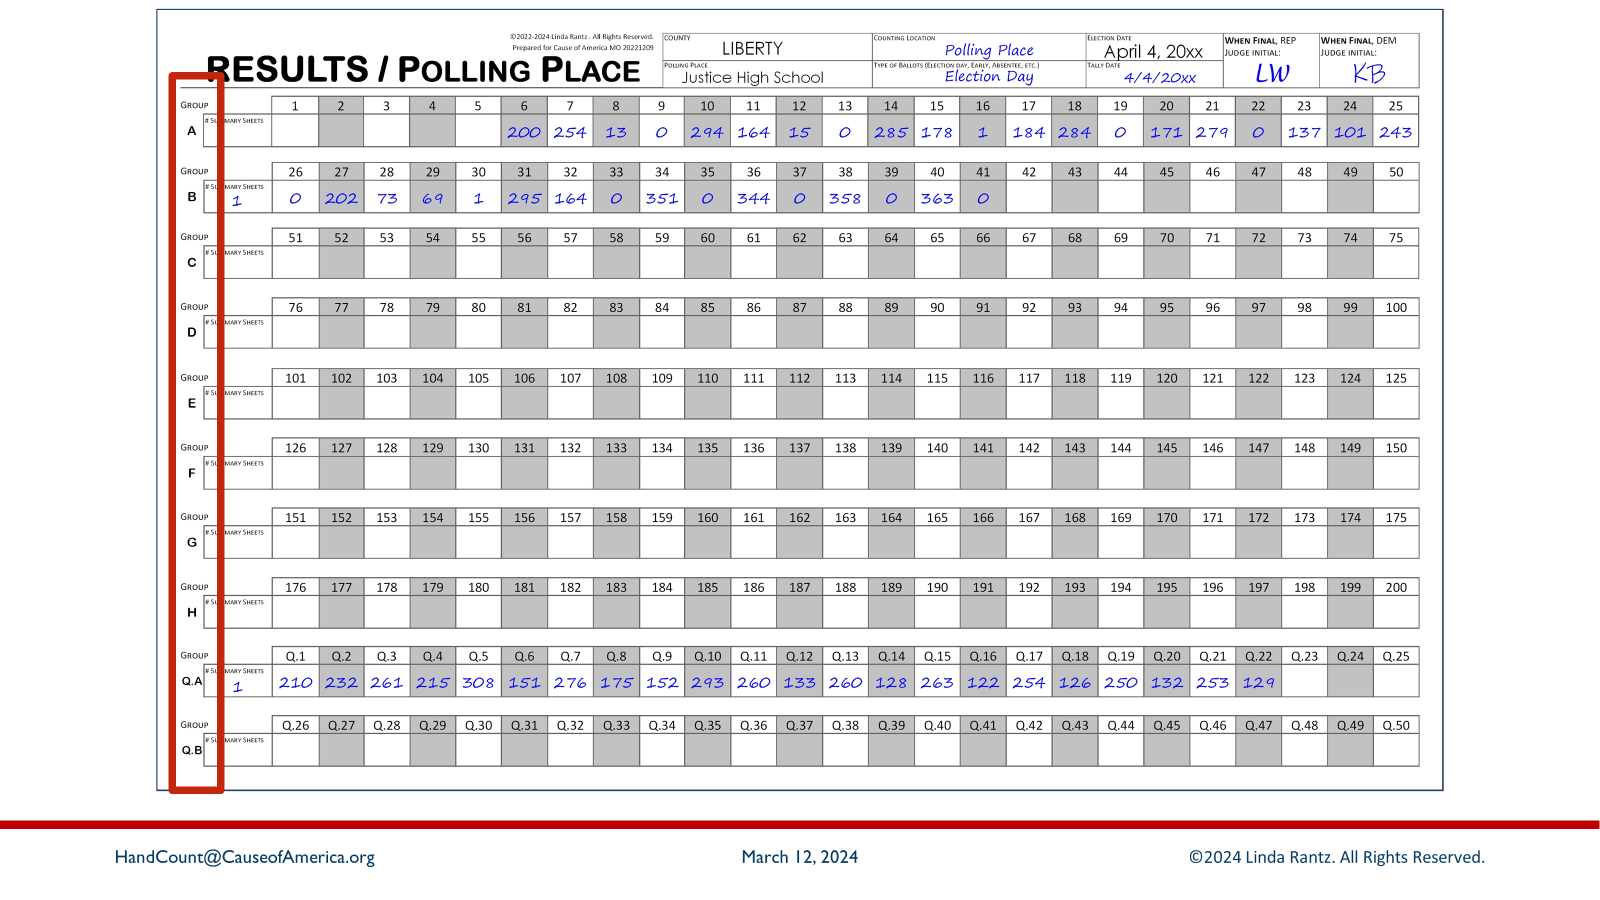 ©2022-2024 Linda Rantz . All Rights Reserved.
Prepared for Cause of America MO 20221209
RESULTS / POLLING PLACE
COUNTY
LIBERTY
POLLING PLACE
Justice High School
COUNTING LOCATION
Polling Place
TYPE OF BALLOTS (ELECTION DAY, EARLY, ABSENTEE, ETC.)
Election Day
ELECTION DATE
April 4, 20xx
TALLY DATE
4/4/20xx
WHEN FINAL, REP
JUDGE INITIAL:
LW
WHEN FINAL, DEM
JUDGE INITIAL:
KB
GROUP 1 2 3 4 5 6 7 8 9 10 11 12 13 14 15 16 17 18 19 20 21 22 23 24 25
# SUMMARY SHEETS
A 200 254 13 0 294 164 15 0 285 178 1 184 284 0 171 279 0 137 101 243
GROUP 26 27 28 29 30 31 32 33 34 35 36 37 38 39 40 41 42 43 44 45 46 47 48 49 50
# SUMMARY SHEETS
B 1 0 202 73 69 1 295 164 0 351 0 344 0 358 0 363 0
GROUP 51 52 53 54 55 56 57 58 59 60 61 62 63 64 65 66 67 68 69 70 71 72 73 74 75
# SUMMARY SHEETS
C
GROUP 76 77 78 79 80 81 82 83 84 85 86 87 88 89 90 91 92 93 94 95 96 97 98 99 100
# SUMMARY SHEETS
D
GROUP 101 102 103 104 105 106 107 108 109 110 111 112 113 114 115 116 117 118 119 120 121 122 123 124 125
# SUMMARY SHEETS
E
GROUP 126 127 128 129 130 131 132 133 134 135 136 137 138 139 140 141 142 143 144 145 146 147 148 149 150
# SUMMARY SHEETS
F
GROUP 151 152 153 154 155 156 157 158 159 160 161 162 163 164 165 166 167 168 169 170 171 172 173 174 175
# SUMMARY SHEETS
G
GROUP 176 177 178 179 180 181 182 183 184 185 186 187 188 189 190 191 192 193 194 195 196 197 198 199 200
# SUMMARY SHEETS
H
GROUP Q.1 Q.2 Q.3 Q.4 Q.5 Q.6 Q.7 Q.8 Q.9 Q.10 Q.11 Q.12 Q.13 Q.14 Q.15 Q.16 Q.17 Q.18 Q.19 Q.20 Q.21 Q.22 Q.23 Q.24 Q.25
# SUMMARY SHEETS
Q.A 1 210 232 261 215 308 151 276 175 152 293 260 133 260 128 263 122 254 126 250 132 253 129
GROUP Q.26 Q.27 Q.28 Q.29 Q.30 Q.31 Q.32 Q.33 Q.34 Q.35 Q.36 Q.37 Q.38 Q.39 Q.40 Q.41 Q.42 Q.43 Q.44 Q.45 Q.46 Q.47 Q.48 Q.49 Q.50
# SUMMARY SHEETS
Q.B
HandCount@CauseofAmerica.org
March 12, 2024
©2024 Linda Rantz. All Rights Reserved.